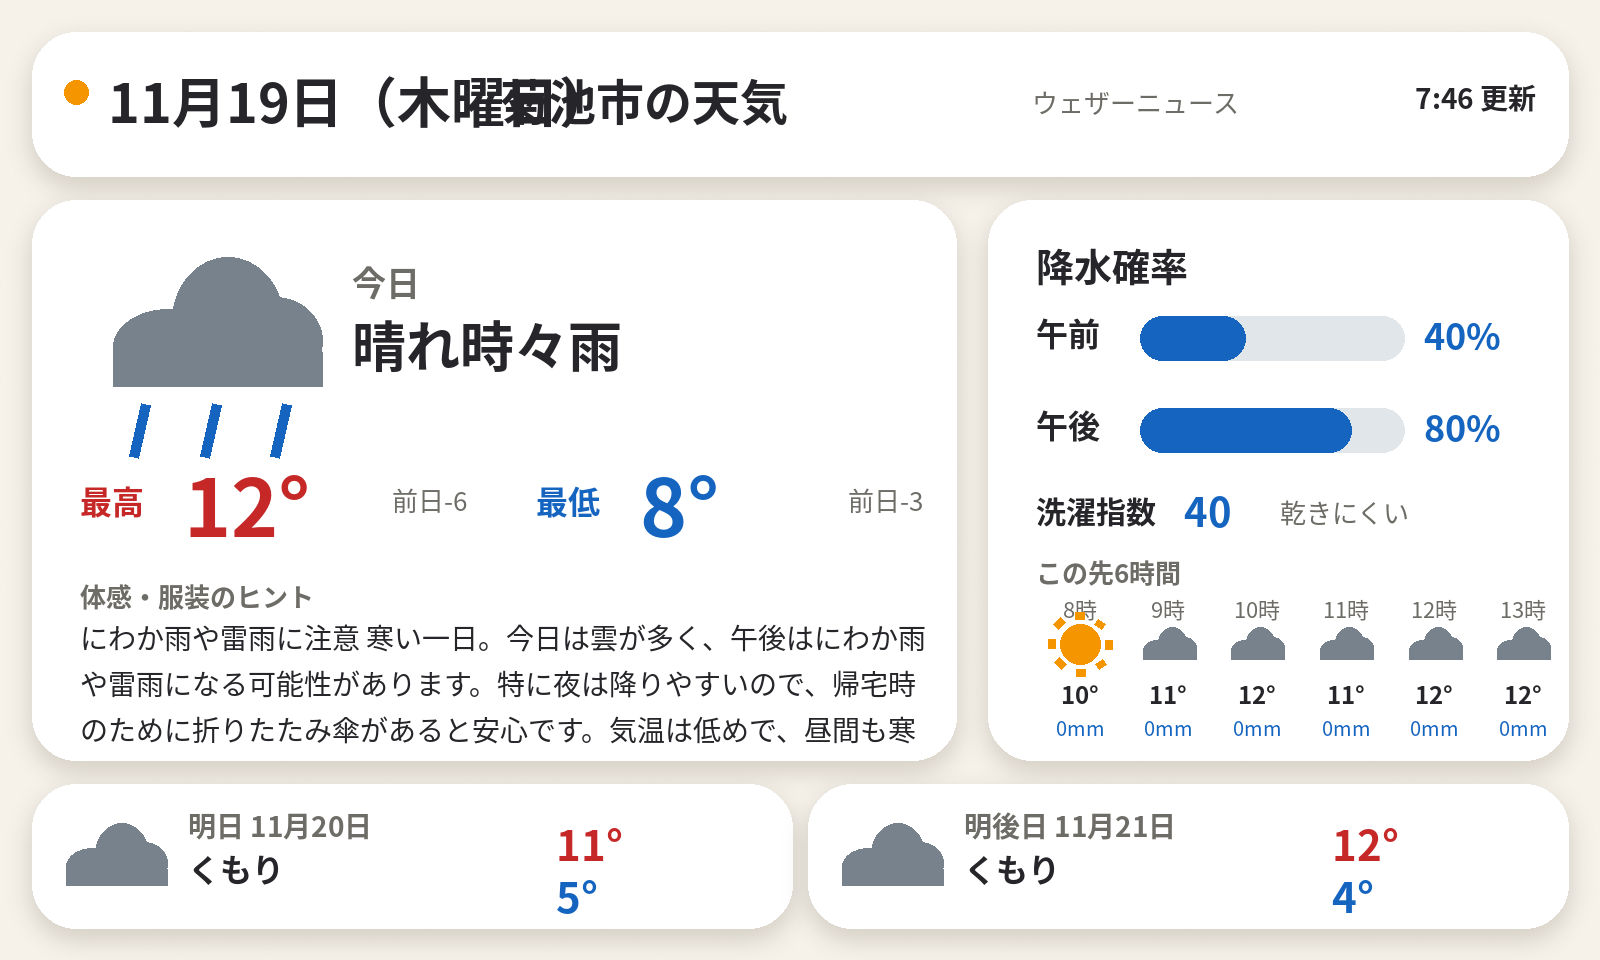 11月19日（木曜日）
菊池市の天気
ウェザーニュース
7:46 更新
今日
晴れ時々雨
最高 12° 前日-6 最低 8° 前日-3
体感・服装のヒント
にわか雨や雷雨に注意 寒い一日。今日は雲が多く、午後はにわか雨
や雷雨になる可能性があります。特に夜は降りやすいので、帰宅時
のために折りたたみ傘があると安心です。気温は低めで、昼間も寒
降水確率
午前 40%
午後 80%
洗濯指数 40 乾きにくい
この先6時間
8時 9時 10時 11時 12時 13時
10° 11° 12° 11° 12° 12°
0mm 0mm 0mm 0mm 0mm 0mm
明日 11月20日
くもり
11°
5°
明後日 11月21日
くもり
12°
4°